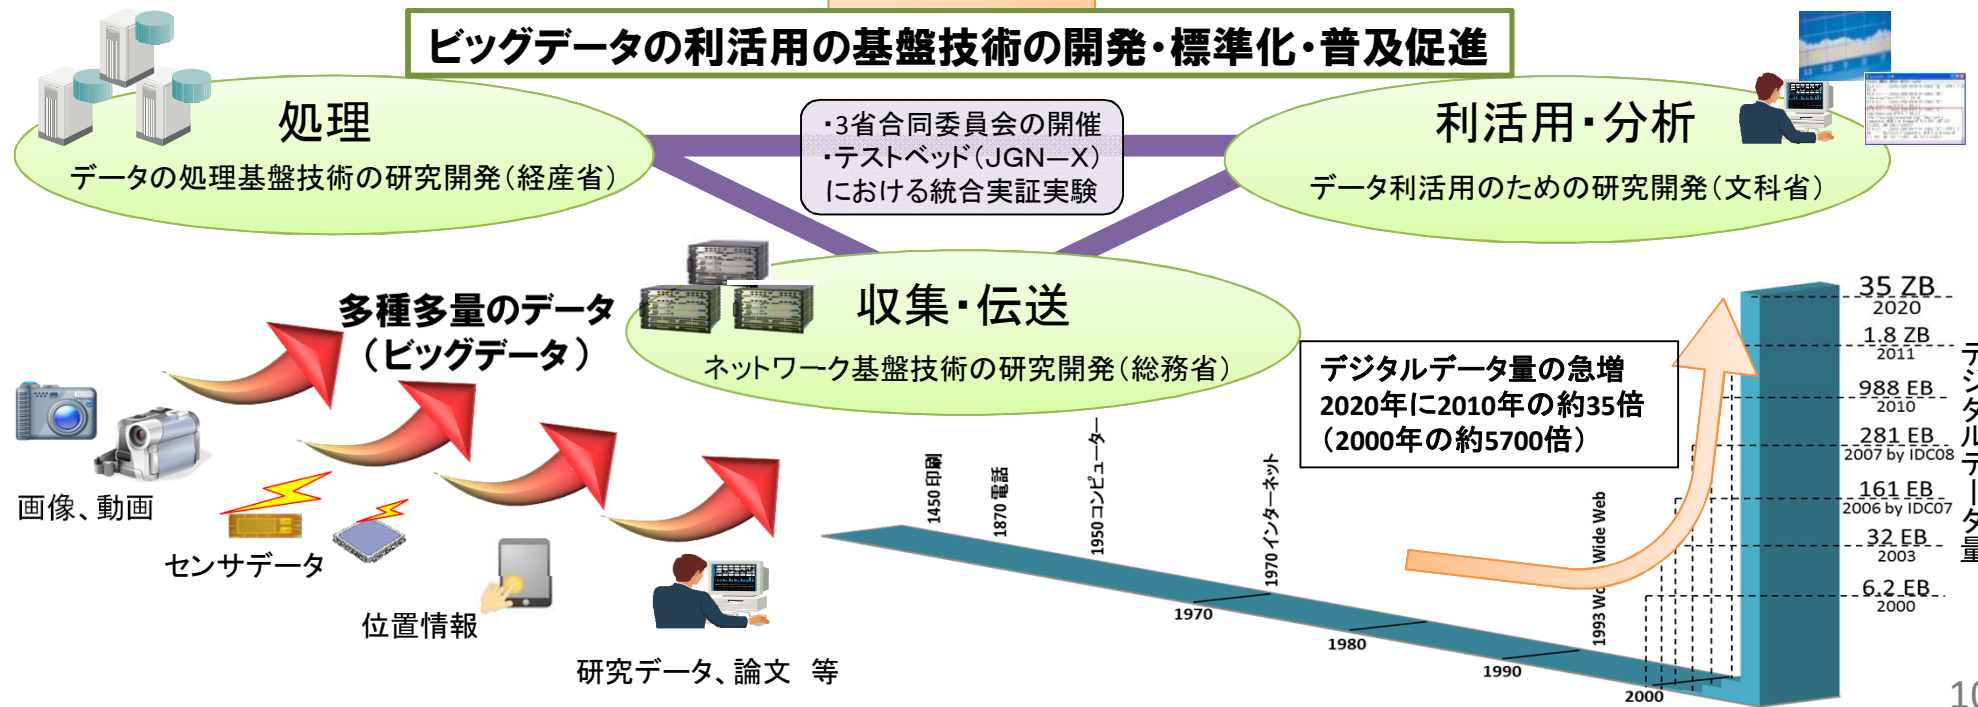 ビッグデータの利活用の基盤技術の開発・標準化・普及促進
処理
データの処理基盤技術の研究開発（経産省）
・3省合同委員会の開催
・テストベッド（JGN－X）
における統合実証実験
利活用・分析
データ利活用のための研究開発（文科省）
収集・伝送
ネットワーク基盤技術の研究開発（総務省）
多種多量のデータ
（ビッグデータ）
画像、動画
センサデータ
位置情報
研究データ、論文　等
デジタルデータ量の急増
2020年に2010年の約35倍
（2000年の約5700倍）
1450 印刷
1870 電話
1950 コンピューター
1970 インターネット
1993 Wo Wide Web
1970
1980
1990
2000
35 ZB
2020
1.8 ZB
2011
988 EB
2010
281 EB
2007 by IDC08
161 EB
2006 by IDC07
32 EB
2003
6.2 EB
2000
デジタルデータ量
10